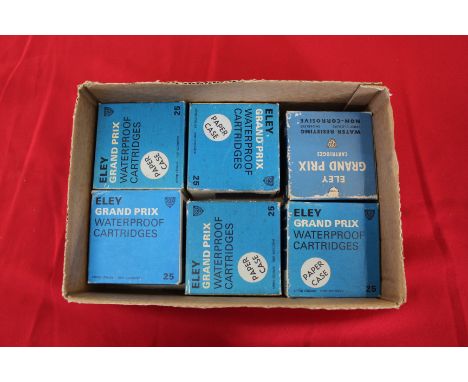 ELEY
GRAND PRIX
WATERPROOF
CARTRIDGES
25
PAPER
CASE
ELEY
GRAND PRIX
WATERPROOF
CARTRIDGES
25
PAPER
CASE
ELEY
GRAND PRIX
CARTRIDGES
WATER RESISTING
NON-CORROSIVE
ELEY
GRAND PRIX
WATERPROOF
CARTRIDGES
25
ELEY
GRAND PRIX
WATERPROOF
CARTRIDGES
25
PAPER
CASE
ELEY
GRAND PRIX
WATERPROOF
CARTRIDGES
25
PAPER
CASE